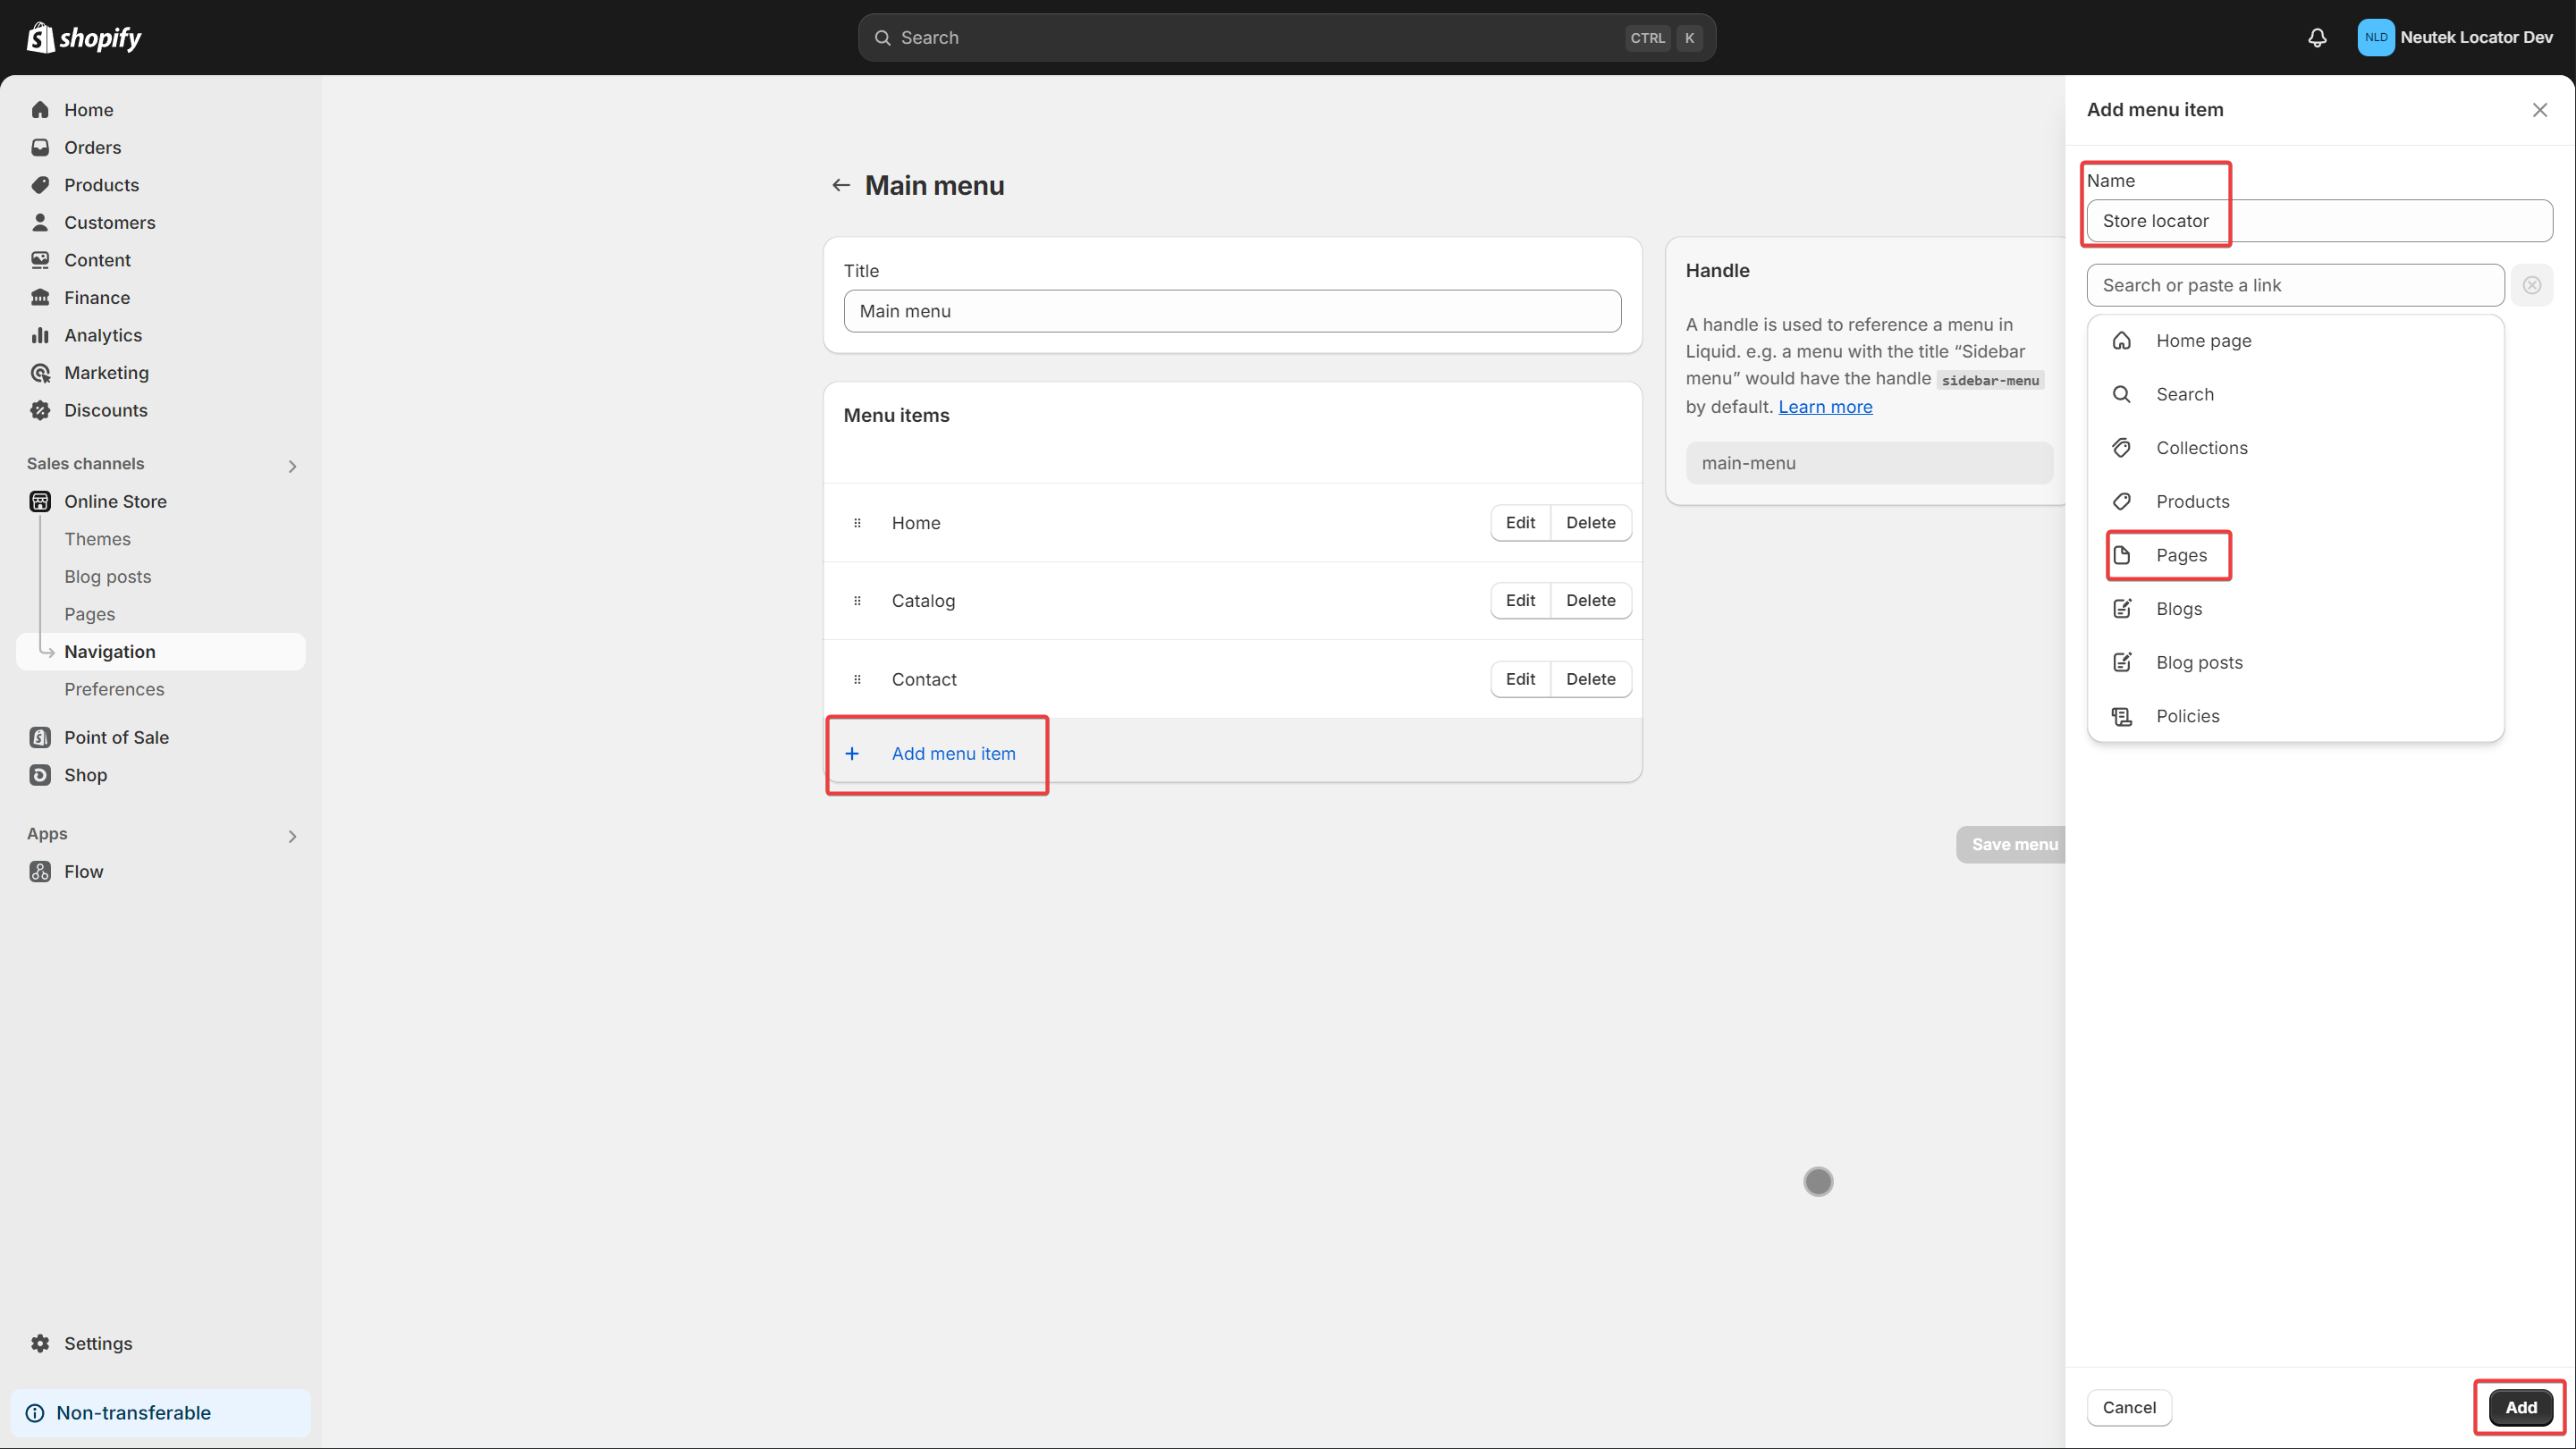 shopify
Search
CTRL K
NLD
Neutek Locator Dev
Home
Orders
Products
Customers
Content
Finance
Analytics
Marketing
Discounts
Sales channels
Online Store
Themes
Blog posts
Pages
Navigation
Preferences
Point of Sale
Shop
Apps
Flow
Settings
Non-transferable
Main menu
Title
Main menu
Menu items
Home
Edit
Delete
Catalog
Edit
Delete
Contact
Edit
Delete
Add menu item
Handle
A handle is used to reference a menu in
Liquid. e.g. a menu with the title “Sidebar
menu” would have the handle sidebar-menu
by default. Learn more
main-menu
Save menu
Add menu item
Name
Store locator
Search or paste a link
Home page
Search
Collections
Products
Pages
Blogs
Blog posts
Policies
Cancel
Add